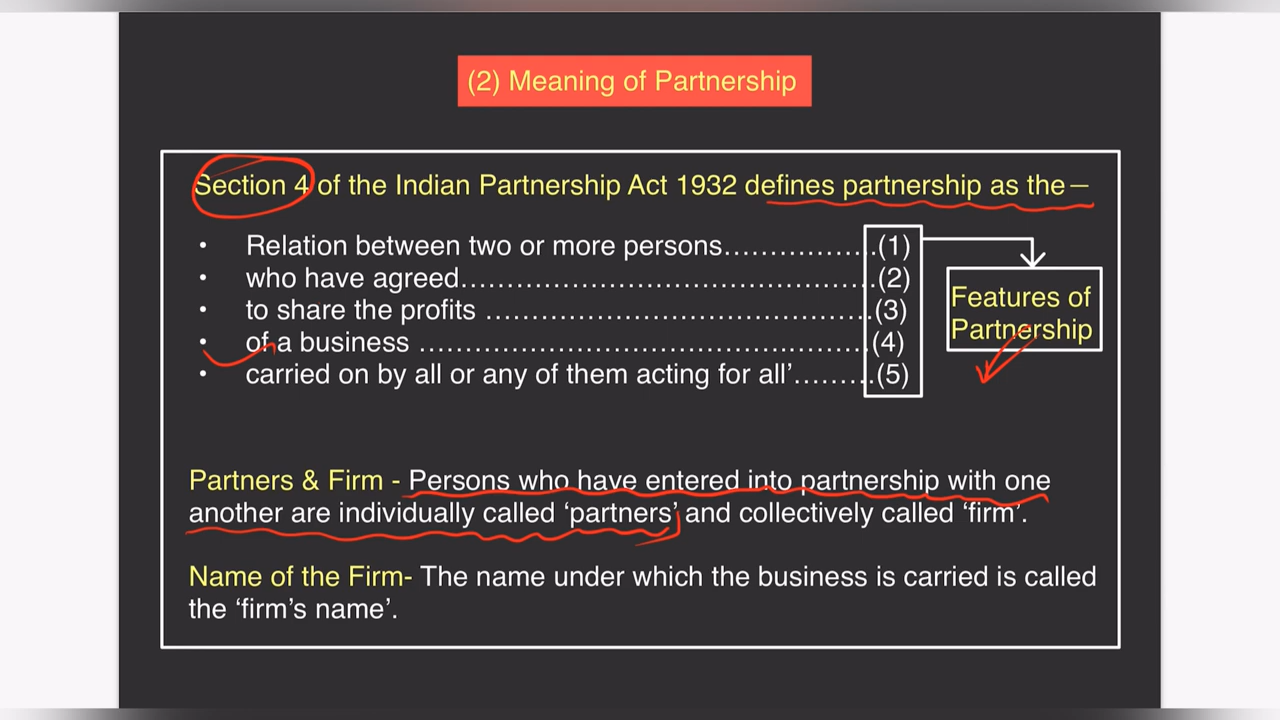 (2) Meaning of Partnership
Section 4 of the Indian Partnership Act 1932 defines partnership as the –
• Relation between two or more persons................(1)
• who have agreed.............................................(2)
• to share the profits ..........................................(3)
• of a business ................................................(4)
• carried on by all or any of them acting for all’.........(5)
Features of
Partnership
Partners & Firm - Persons who have entered into partnership with one
another are individually called ‘partners’ and collectively called ‘firm’.
Name of the Firm- The name under which the business is carried is called
the ‘firm’s name’.